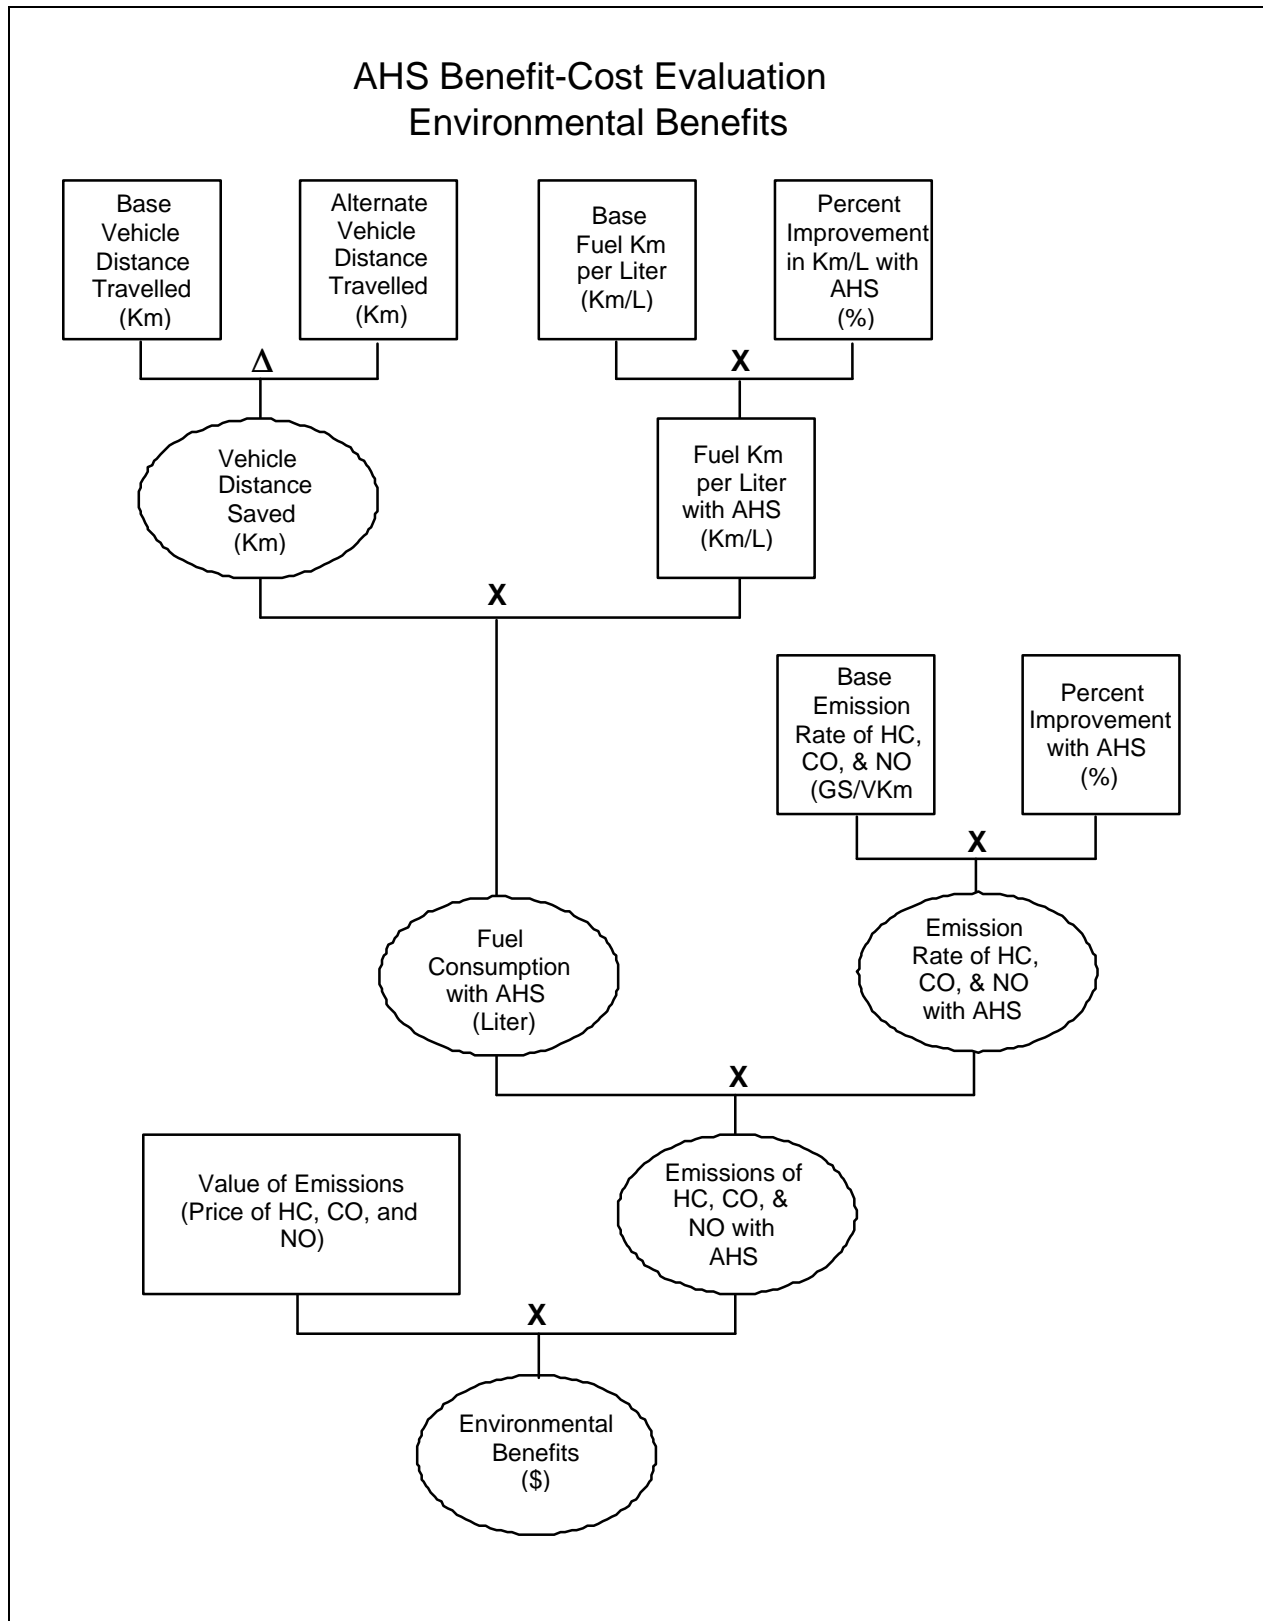 AHS Benefit-Cost Evaluation
Environmental Benefits
Base
Vehicle
Distance
Travelled
(Km)
Alternate
Vehicle
Distance
Travelled
(Km)
Base
Fuel Km
per Liter
(Km/L)
Percent
Improvement
in Km/L with
AHS
(%)
Δ
X
Vehicle
Distance
Saved
(Km)
Fuel Km
per Liter
with AHS
(Km/L)
X
Base
Emission
Rate of HC,
CO, & NO
(GS/VKm
Percent
Improvement
with AHS
(%)
X
Fuel
Consumption
with AHS
(Liter)
Emission
Rate of HC,
CO, & NO
with AHS
X
Value of Emissions
(Price of HC, CO, and
NO)
Emissions of
HC, CO, &
NO with
AHS
X
Environmental
Benefits
($)